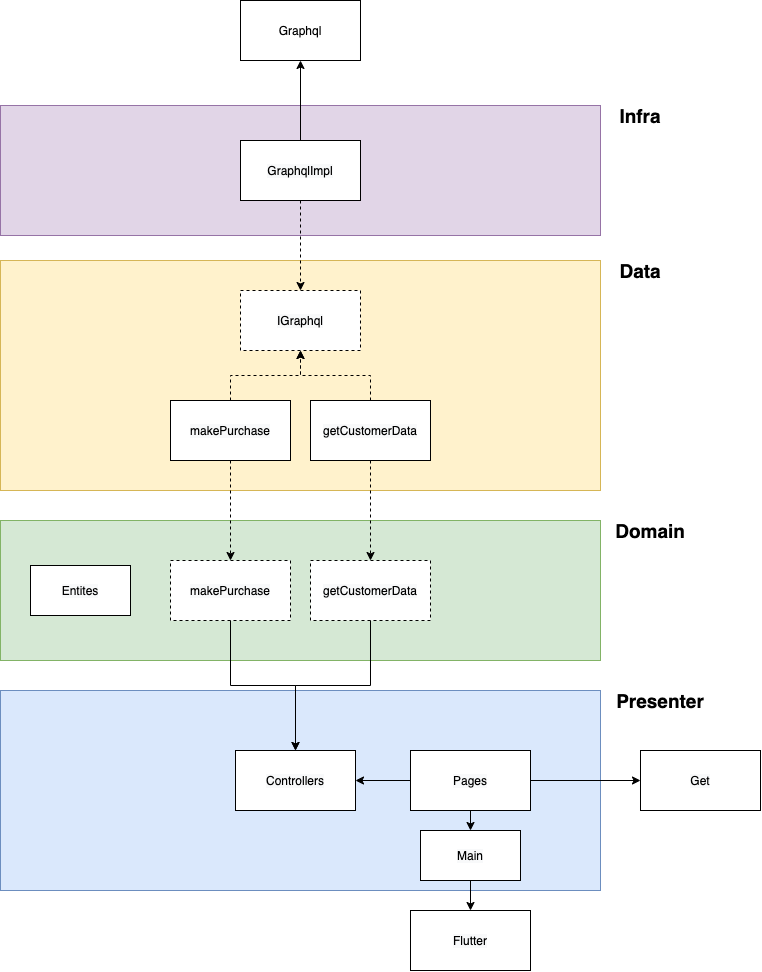 Graphql
Infra
GraphqlImpl
Data
IGraphql
makePurchase
getCustomerData
Domain
Entites
makePurchase
getCustomerData
Presenter
Controllers
Pages
Get
Main
Flutter